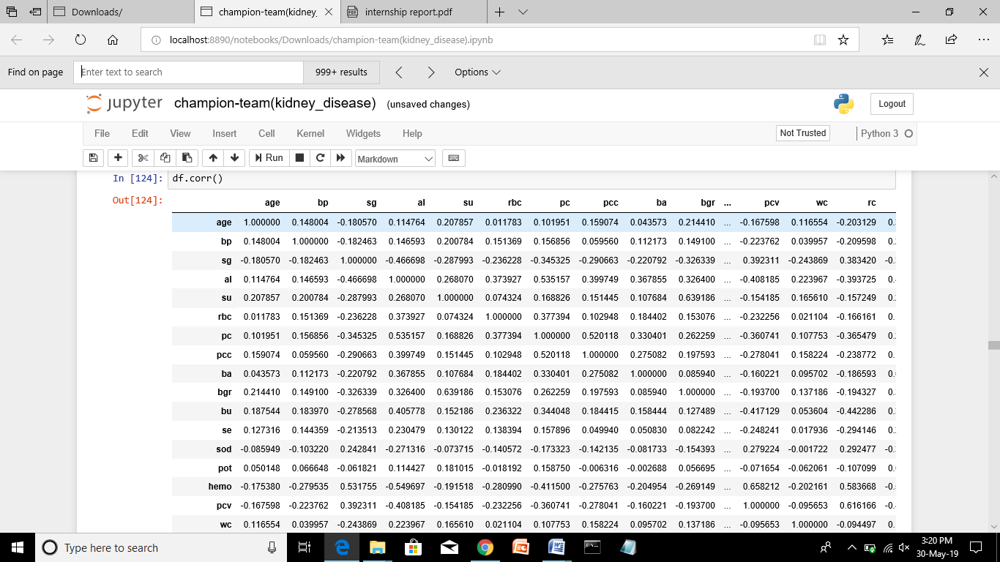 Downloads/ champion-team(kidney_ internship report.pdf
localhost:8890/notebooks/Downloads/champion-team(kidney_disease).ipynb
Find on page Enter text to search 999+ results Options
jupyter champion-team(kidney_disease) (unsaved changes) Logout
File Edit View Insert Cell Kernel Widgets Help Not Trusted Python 3
Run Markdown
In [124]: df.corr()
Out[124]:
age bp sg al su rbc pc pcc ba bgr ... pcv wc rc
age 1.000000 0.148004 -0.180570 0.114764 0.207857 0.011783 0.101951 0.159074 0.043573 0.214410 ... -0.167598 0.116554 -0.203129 0.
bp 0.148004 1.000000 -0.182463 0.146593 0.200784 0.151369 0.156856 0.059560 0.112173 0.149100 ... -0.223762 0.039957 -0.209598 0.
sg -0.180570 -0.182463 1.000000 -0.466698 -0.287993 -0.236228 -0.345325 -0.290663 -0.220792 -0.326339 ... 0.392311 -0.243869 0.383420 -0.
al 0.114764 0.146593 -0.466698 1.000000 0.268070 0.373927 0.535157 0.399749 0.367855 0.326400 ... -0.408185 0.223967 -0.393725 0.
su 0.207857 0.200784 -0.287993 0.268070 1.000000 0.074324 0.168826 0.151445 0.107684 0.639186 ... -0.154185 0.165610 -0.157249 0.
rbc 0.011783 0.151369 -0.236228 0.373927 0.074324 1.000000 0.377394 0.102948 0.184402 0.153076 ... -0.232256 0.021104 -0.166161 0.
pc 0.101951 0.156856 -0.345325 0.535157 0.168826 0.377394 1.000000 0.520118 0.330401 0.262259 ... -0.360741 0.107753 -0.365479 0.
pcc 0.159074 0.059560 -0.290663 0.399749 0.151445 0.102948 0.520118 1.000000 0.275082 0.197593 ... -0.278041 0.158224 -0.238772 0.
ba 0.043573 0.112173 -0.220792 0.367855 0.107684 0.184402 0.330401 0.275082 1.000000 0.085940 ... -0.160221 0.095702 -0.186593 0.
bgr 0.214410 0.149100 -0.326339 0.326400 0.639186 0.153076 0.262259 0.197593 0.085940 1.000000 ... -0.193700 0.137186 -0.194327 0.
bu 0.187544 0.183970 -0.278568 0.405778 0.152186 0.236322 0.344048 0.184415 0.158444 0.127489 ... -0.417129 0.053604 -0.442286 0.
se 0.127316 0.144359 -0.213513 0.230479 0.130122 0.138394 0.157896 0.049940 0.050830 0.082242 ... -0.248241 0.017936 -0.294146 0.
sod -0.085949 -0.103220 0.242841 -0.271316 -0.073715 -0.140572 -0.173323 -0.142135 -0.081733 -0.154393 ... 0.279224 -0.001722 0.292477 -0.
pot 0.050148 0.066648 -0.061821 0.114427 0.181015 -0.018192 0.158750 -0.006316 -0.002688 0.056695 ... -0.071654 -0.062061 -0.107099 0.
hemo -0.175380 -0.279535 0.531755 -0.549697 -0.191518 -0.280990 -0.411500 -0.275763 -0.204954 -0.269149 ... 0.658212 -0.202161 0.583668 -0.
pcv -0.167598 -0.223762 0.392311 -0.408185 -0.154185 -0.232256 -0.360741 -0.278041 -0.160221 -0.193700 ... 1.000000 -0.095653 0.616166 -0.
wc 0.116554 0.039957 -0.243869 0.223967 0.165610 0.021104 0.107753 0.158224 0.095702 0.137186 ... -0.095653 1.000000 -0.094497 0.
Type here to search 3:20 PM
30-May-19